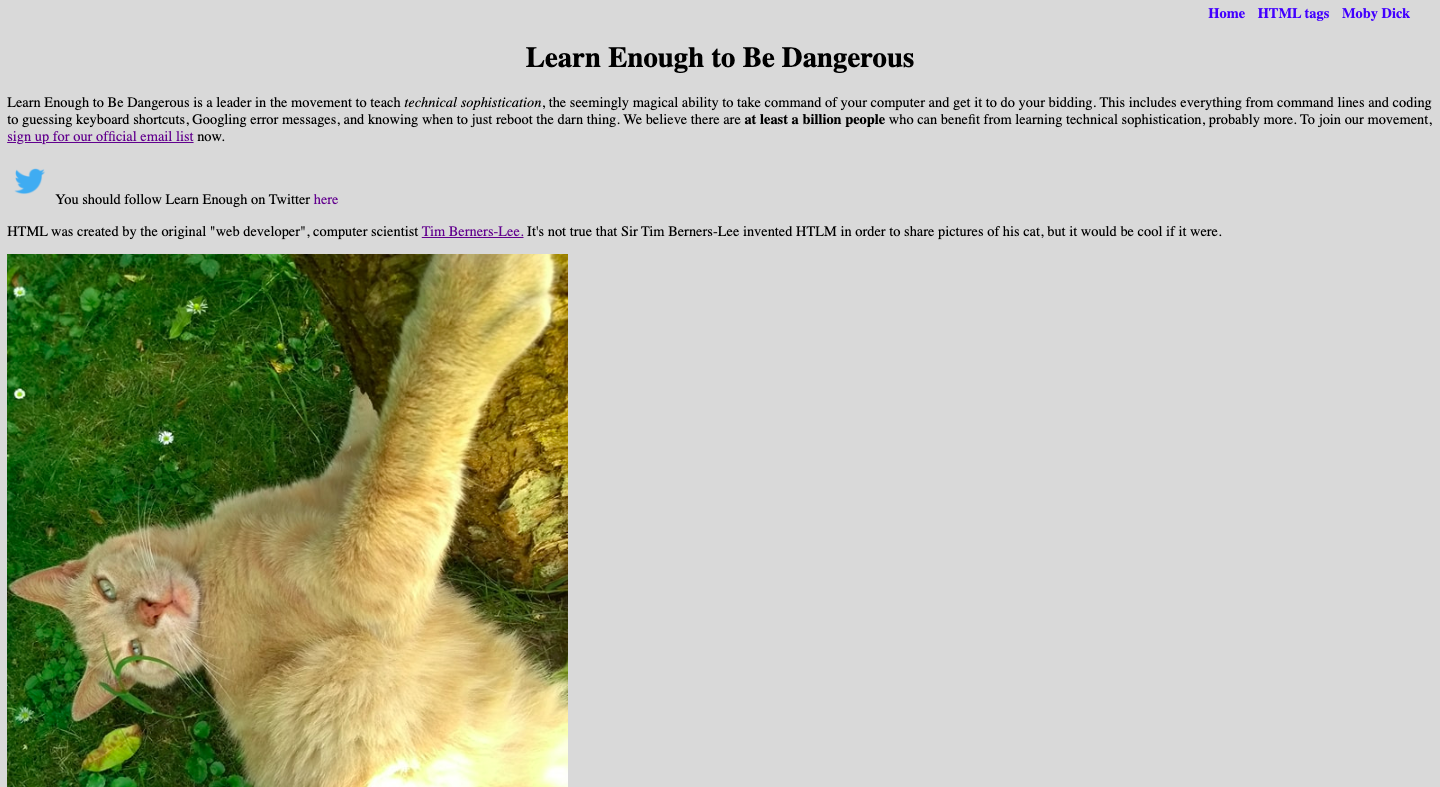 Home HTML tags Moby Dick
Learn Enough to Be Dangerous
Learn Enough to Be Dangerous is a leader in the movement to teach technical sophistication, the seemingly magical ability to take command of your computer and get it to do your bidding. This includes everything from command lines and coding
to guessing keyboard shortcuts, Googling error messages, and knowing when to just reboot the darn thing. We believe there are at least a billion people who can benefit from learning technical sophistication, probably more. To join our movement,
sign up for our official email list now.
You should follow Learn Enough on Twitter here
HTML was created by the original "web developer", computer scientist Tim Berners-Lee. It's not true that Sir Tim Berners-Lee invented HTLM in order to share pictures of his cat, but it would be cool if it were.